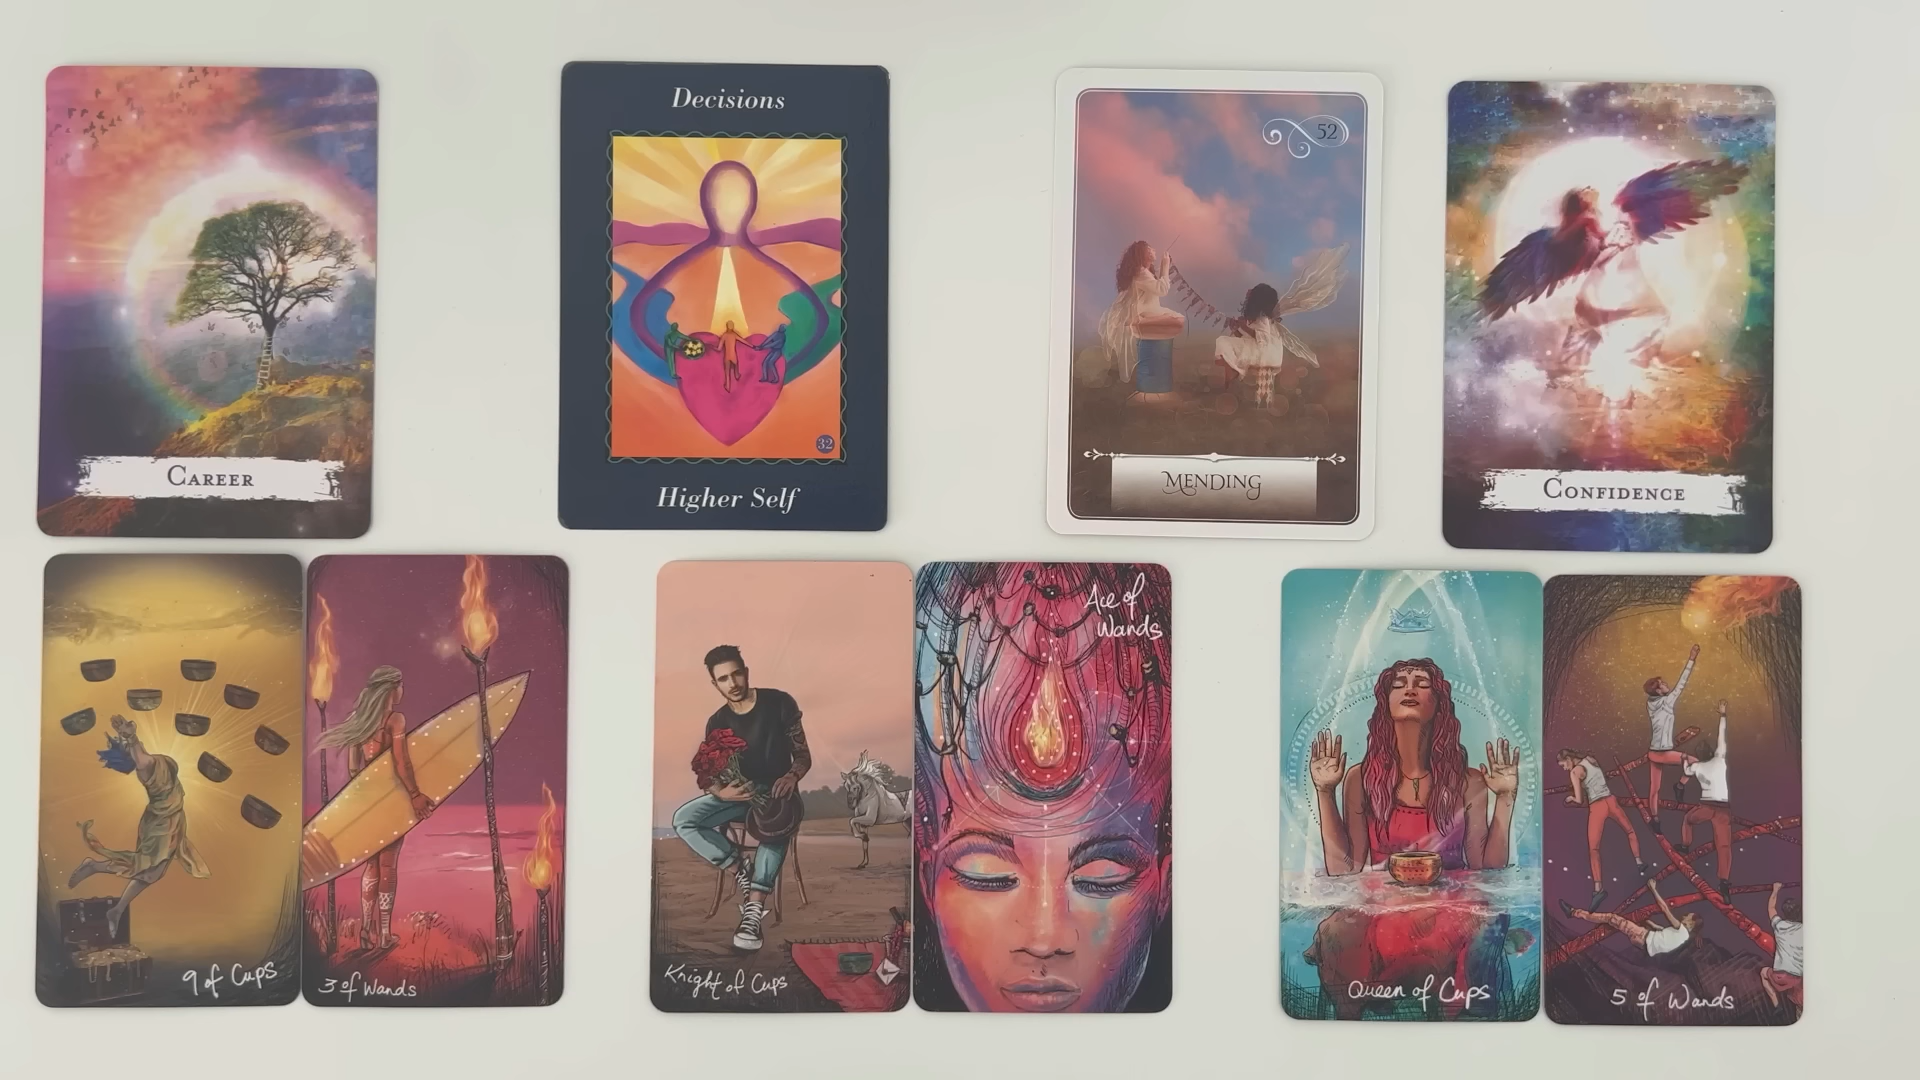 Career
Decisions
32
Higher Self
52
Mending
Confidence
9 of Cups
3 of Wands
Knight of Cups
Ace of
Wands
Queen of Cups
5 of Wands